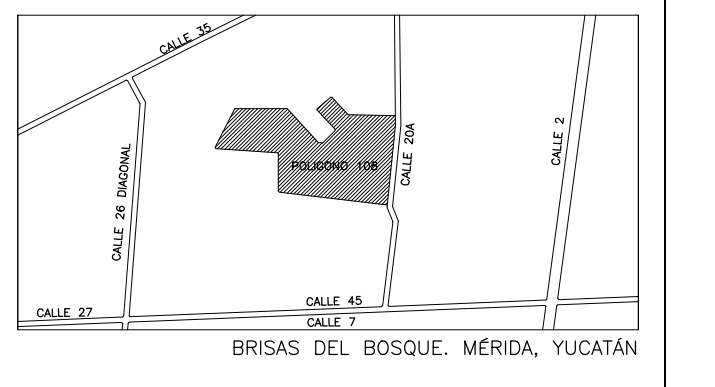 CALLE 35
POLIGONO 108
CALLE 20A
CALLE 2
CALLE 26 DIAGONAL
CALLE 27
CALLE 45
CALLE 7
BRISAS DEL BOSQUE. MÉRIDA, YUCATÁN